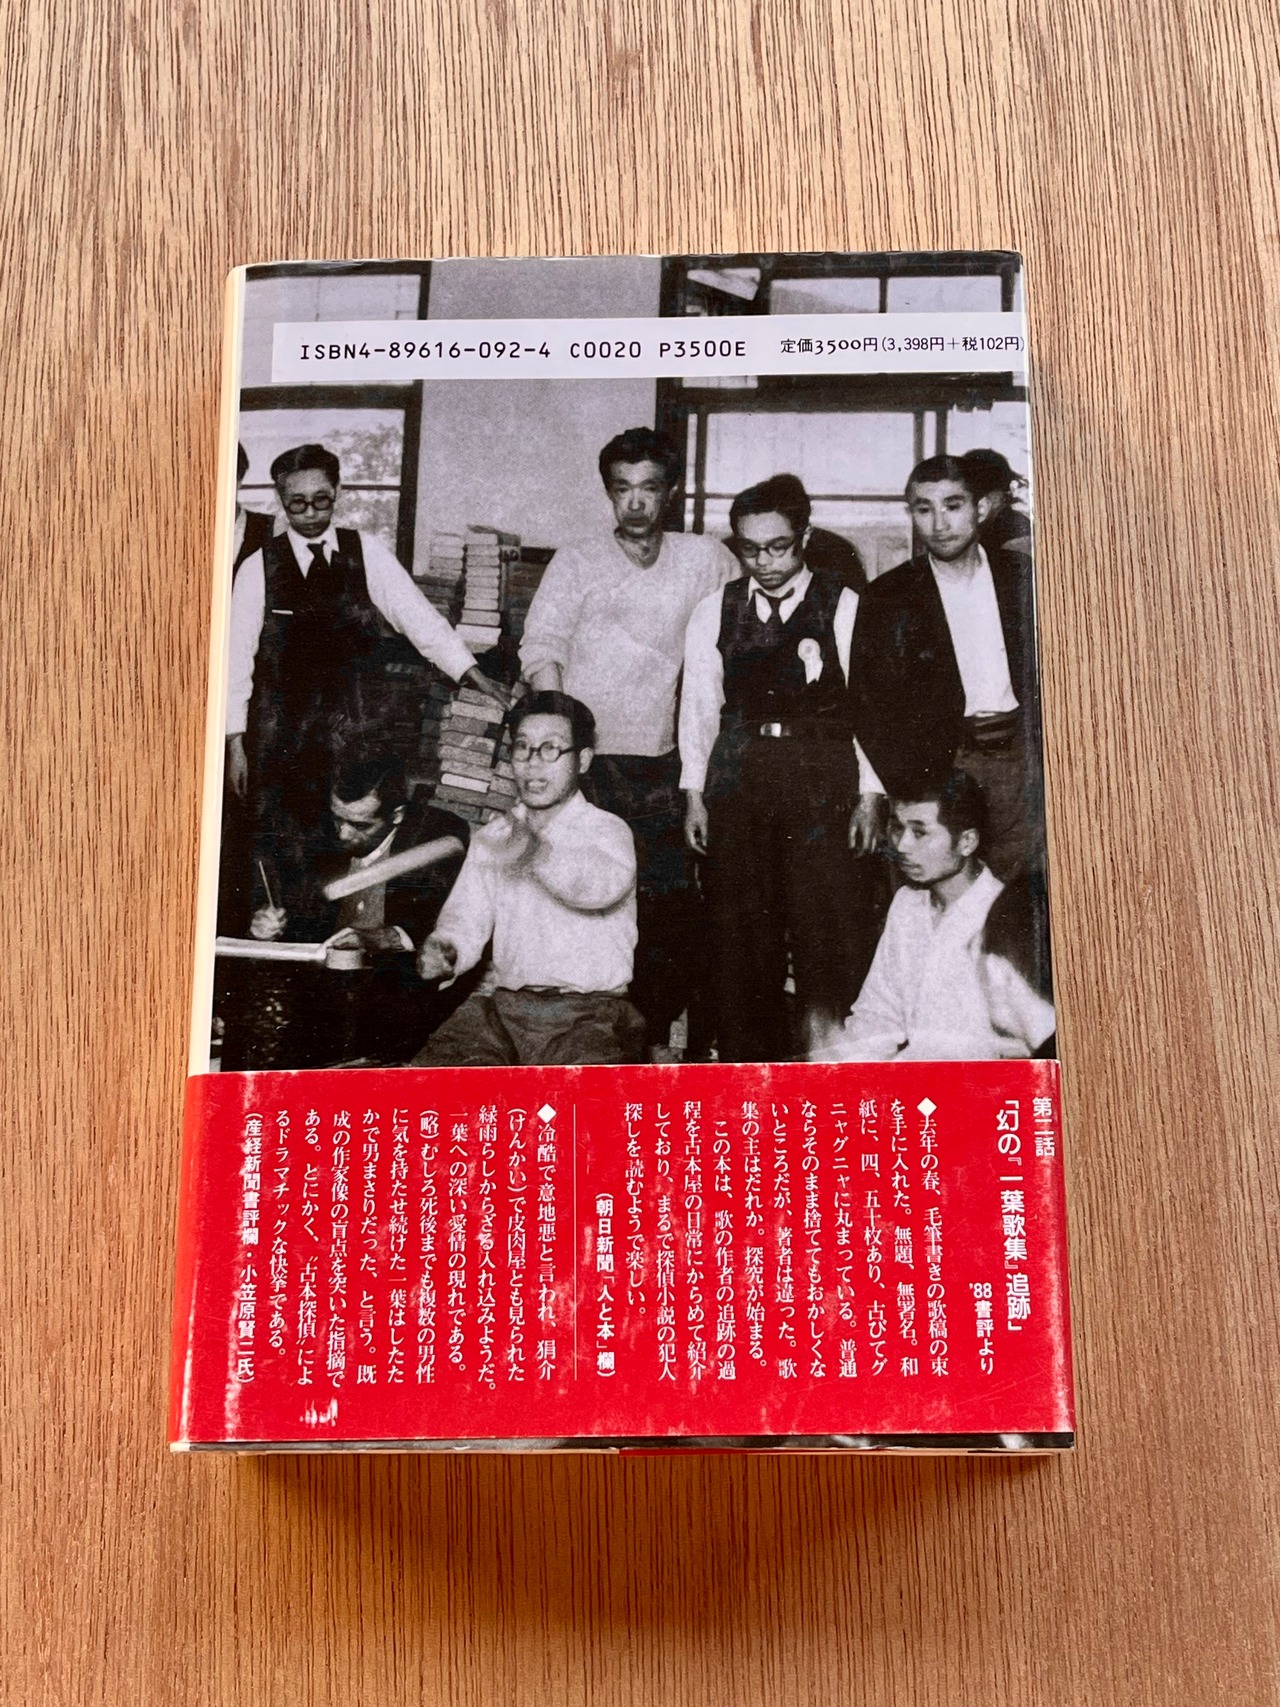 ISBN4-89616-092-4 C0020 P3500E 定価3500円(3,398円+税102円)
第二話
「幻の『一葉歌集』追跡」
'88書評より
◆去年の春、毛筆書きの歌稿の束
を手に入れた。無題、無署名。和
紙に、四、五十枚あり、古びてグ
ニャグニャに丸まっている。普通
ならそのまま捨ててもおかしくな
いところだが、著者は違った。歌
集の主はだれか。探究が始まる。
この本は、歌の作者の追跡の過
程を古本屋の日常にからめて紹介
しており、まるで探偵小説の犯人
探しを読むようで楽しい。
(朝日新聞「人と本」欄)
◆冷酷で意地悪と言われ、狷介
(けんかい)で皮肉屋とも見られた
緑雨らしからざる入れ込みようだ。
一葉への深い愛情の現れである。
(略)むしろ死後までも複数の男性
に気を持たせ続けた一葉はしたた
かで男まさりだった、と言う。既
成の作家像の盲点を突いた指摘で
ある。とにかく、“古本探偵”によ
るドラマチックな快挙である。
(産経新聞書評欄・小笠原賢二氏)